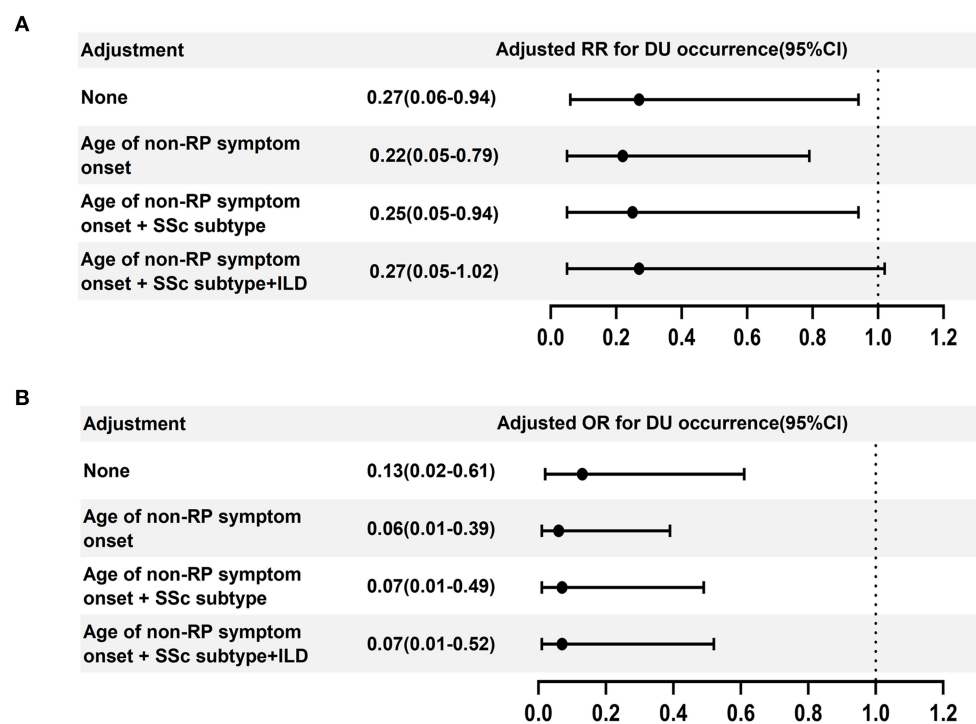 A
Adjustment Adjusted RR for DU occurrence(95%CI)
None 0.27(0.06-0.94)
Age of non-RP symptom
onset 0.22(0.05-0.79)
Age of non-RP symptom
onset + SSc subtype 0.25(0.05-0.94)
Age of non-RP symptom
onset + SSc subtype+ILD 0.27(0.05-1.02)
0.0 0.2 0.4 0.6 0.8 1.0 1.2
B
Adjustment Adjusted OR for DU occurrence(95%CI)
None 0.13(0.02-0.61)
Age of non-RP symptom
onset 0.06(0.01-0.39)
Age of non-RP symptom
onset + SSc subtype 0.07(0.01-0.49)
Age of non-RP symptom
onset + SSc subtype+ILD 0.07(0.01-0.52)
0.0 0.2 0.4 0.6 0.8 1.0 1.2